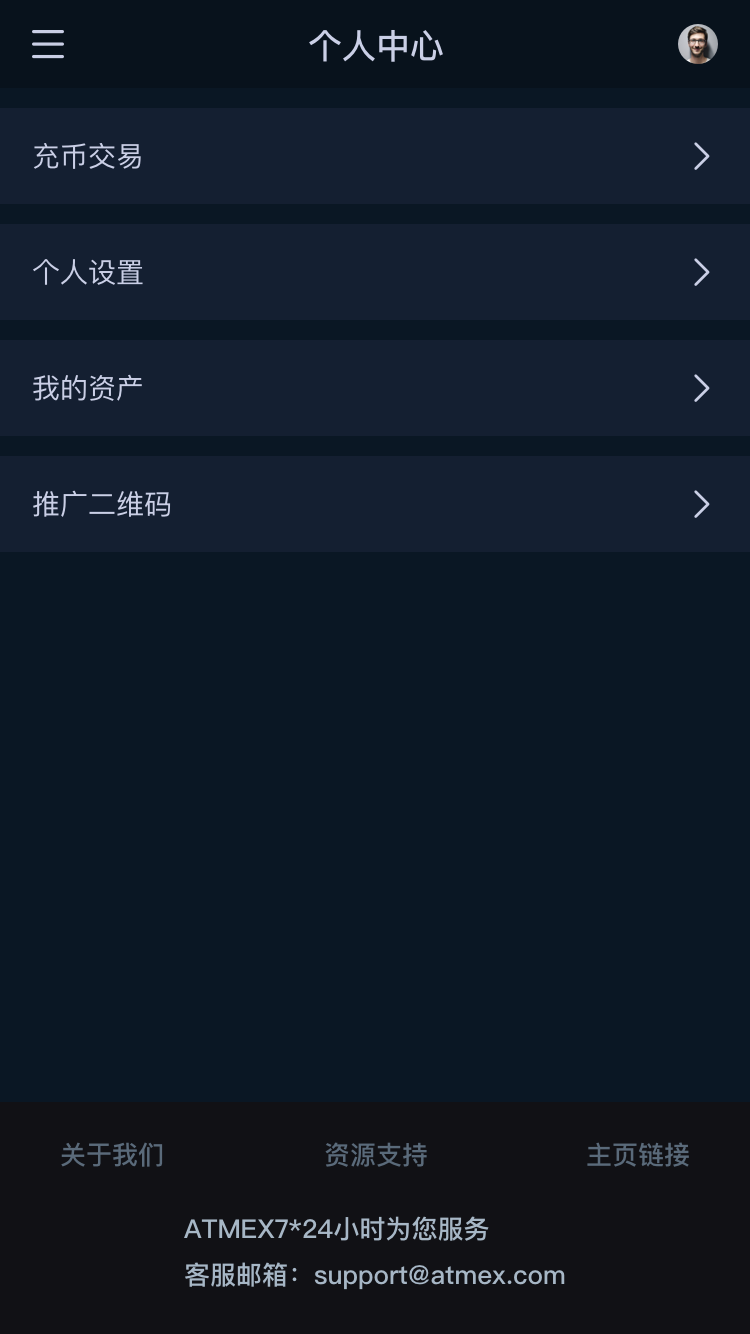 个人中心
充币交易
个人设置
我的资产
推广二维码
关于我们 资源支持 主页链接
ATMEX7*24小时为您服务
客服邮箱：support@atmex.com